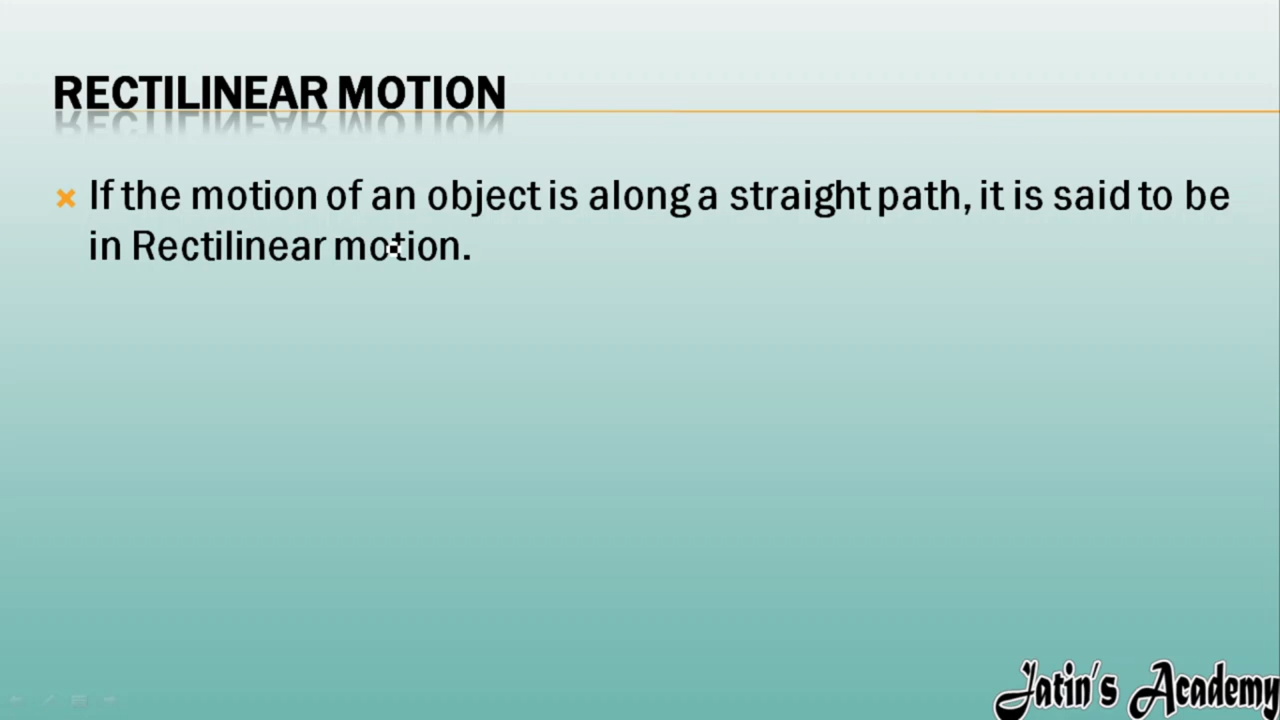 RECTILINEAR MOTION
If the motion of an object is along a straight path, it is said to be
in Rectilinear motion.
Jatin's Academy